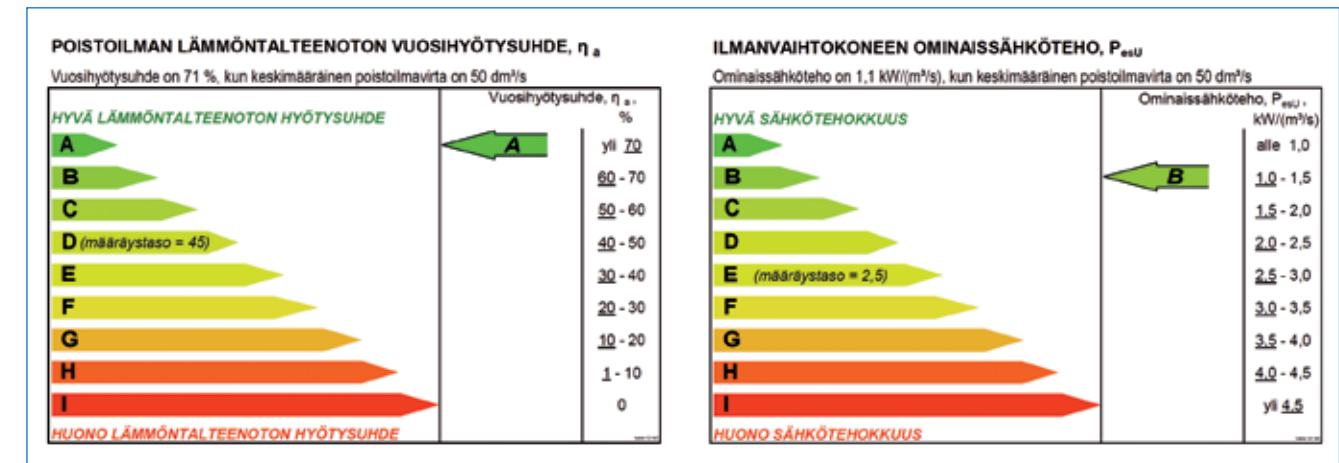 POISTOILMAN LÄMMÖNTALTEENOTON VUOSIHYÖTYSUHDE, η a
Vuosihyötysuhde on 71 %, kun keskimääräinen poistoilmavirta on 50 dm³/s
Vuosihyötysuhde, η a,
%
HYVÄ LÄMMÖNTALTEENOTON HYÖTYSUHDE
A A yli 70
B 60 - 70
C 50 - 60
D (määräystaso = 45) 40 - 50
E 30 - 40
F 20 - 30
G 10 - 20
H 1 - 10
I 0
HUONO LÄMMÖNTALTEENOTON HYÖTYSUHDE
ILMANVAIHTOKONEEN OMINAISSÄHKÖTEHO, PesU
Ominaissähköteho on 1,1 kW/(m³/s), kun keskimääräinen poistoilmavirta on 50 dm³/s
Ominaissähköteho, PesU,
kW/(m³/s)
HYVÄ SÄHKÖTEHOKKUUS
A alle 1,0
B B 1.0 - 1,5
C 1.5 - 2,0
D 2.0 - 2,5
E (määräystaso = 2,5) 2.5 - 3,0
F 3.0 - 3,5
G 3.5 - 4,0
H 4.0 - 4,5
I yli 4.5
HUONO SÄHKÖTEHOKKUUS